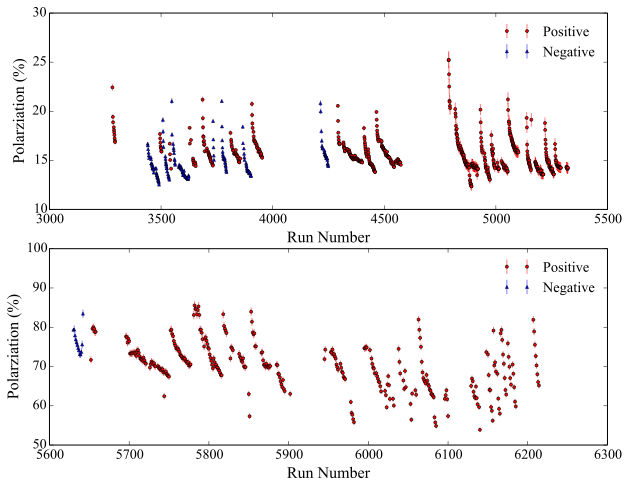 30
25
20
15
10
Polarziation (%)
Positive
Negative
3000 3500 4000 4500 5000 5500
Run Number
100
90
80
70
60
50
Polarziation (%)
Positive
Negative
5600 5700 5800 5900 6000 6100 6200 6300
Run Number